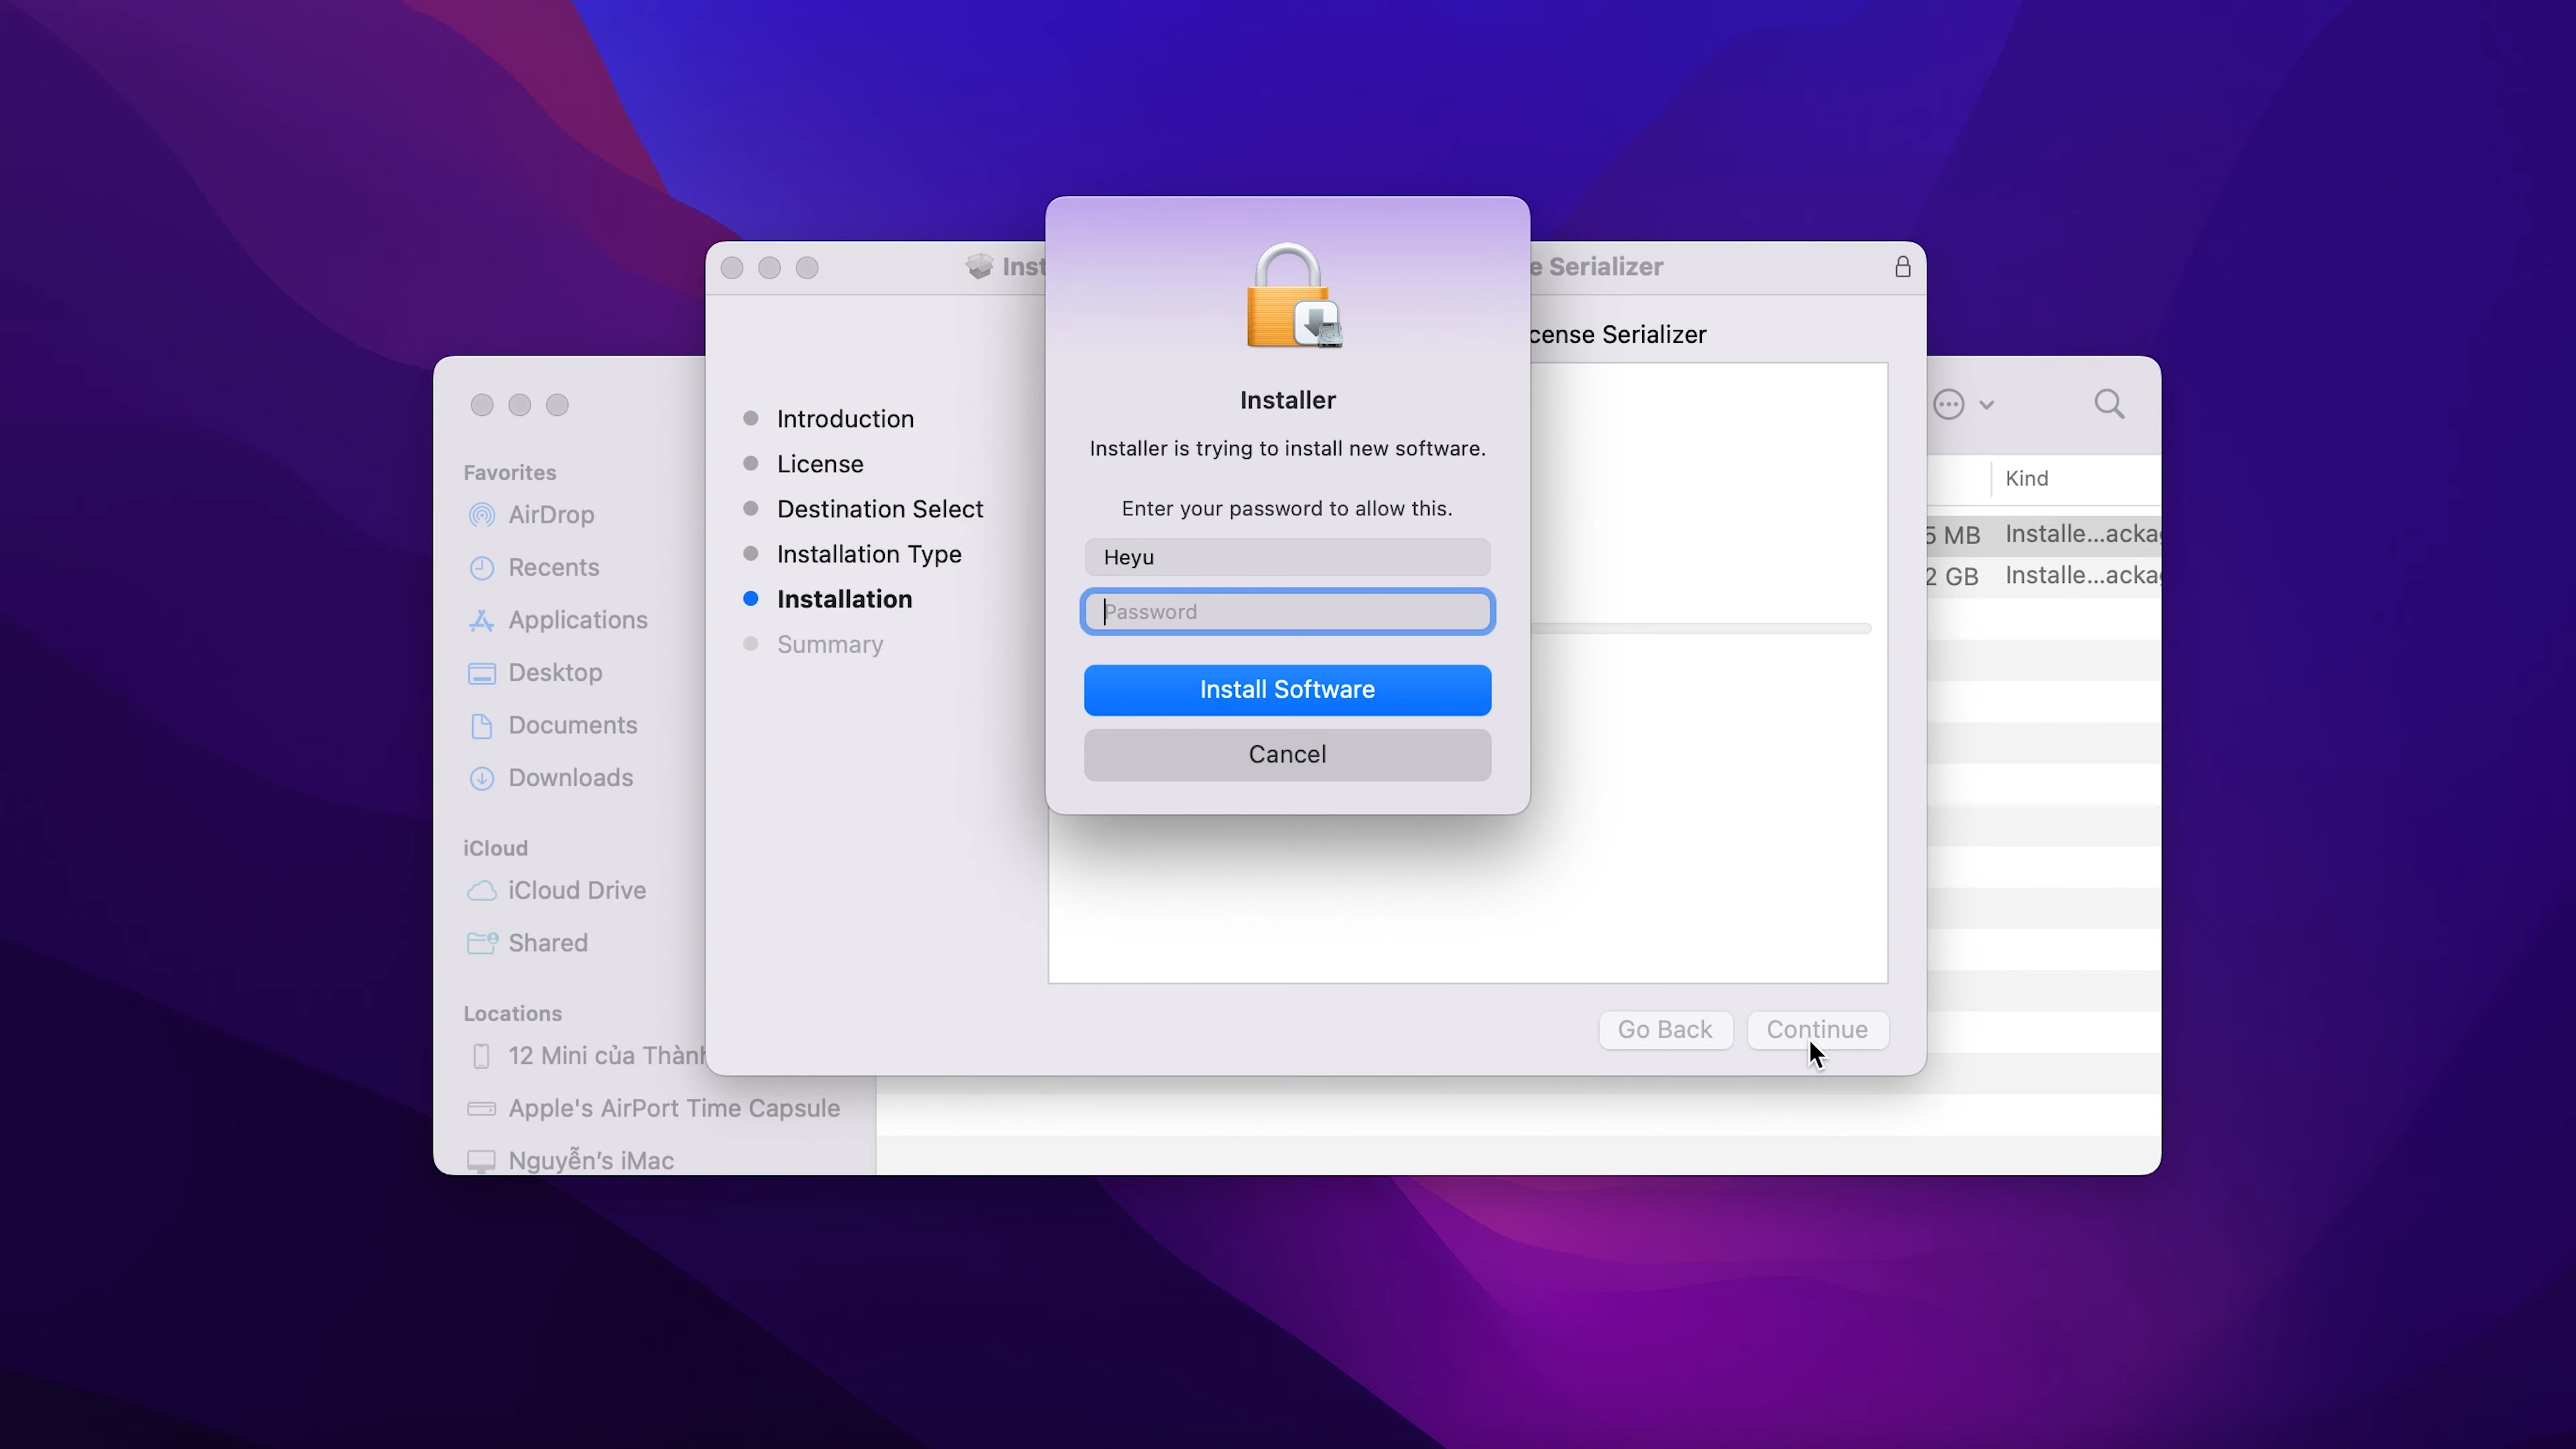 Installer
Installer is trying to install new software.
Enter your password to allow this.
Heyu
Password
Install Software
Cancel
e Serializer
cense Serializer
Introduction
License
Destination Select
Installation Type
Installation
Summary
Go Back
Continue
Favorites
AirDrop
Recents
Applications
Desktop
Documents
Downloads
iCloud
iCloud Drive
Shared
Locations
12 Mini của Thành
Apple's AirPort Time Capsule
Nguyễn's iMac
Kind
5 MB Installe...acka
2 GB Installe...acka